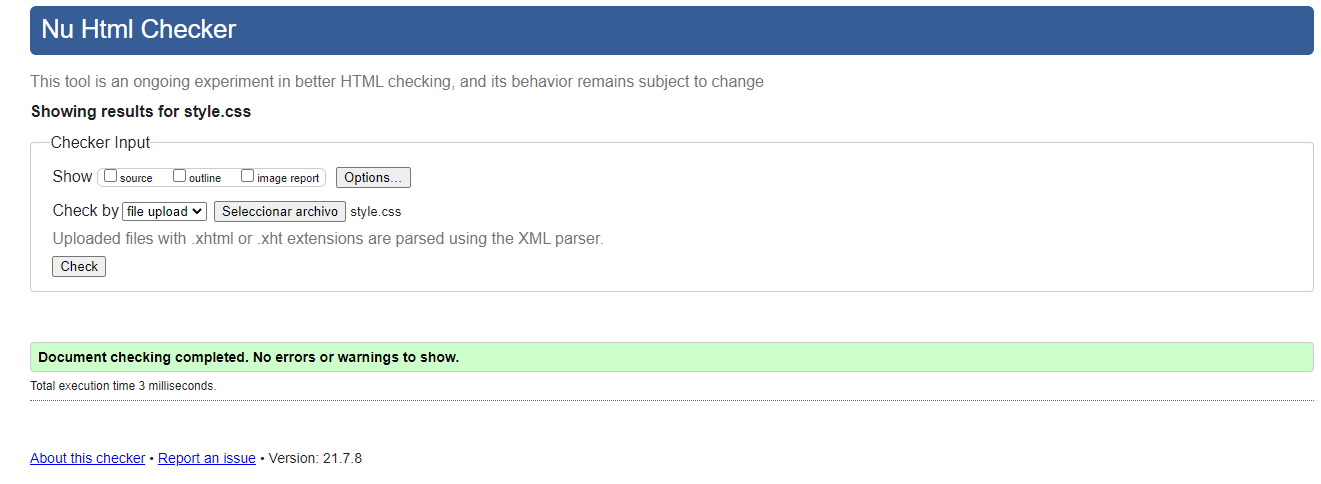 Nu Html Checker
This tool is an ongoing experiment in better HTML checking, and its behavior remains subject to change
Showing results for style.css
Checker Input
Show source outline image report Options...
Check by file upload Seleccionar archivo style.css
Uploaded files with .xhtml or .xht extensions are parsed using the XML parser.
Check
Document checking completed. No errors or warnings to show.
Total execution time 3 milliseconds.
About this checker • Report an issue • Version: 21.7.8